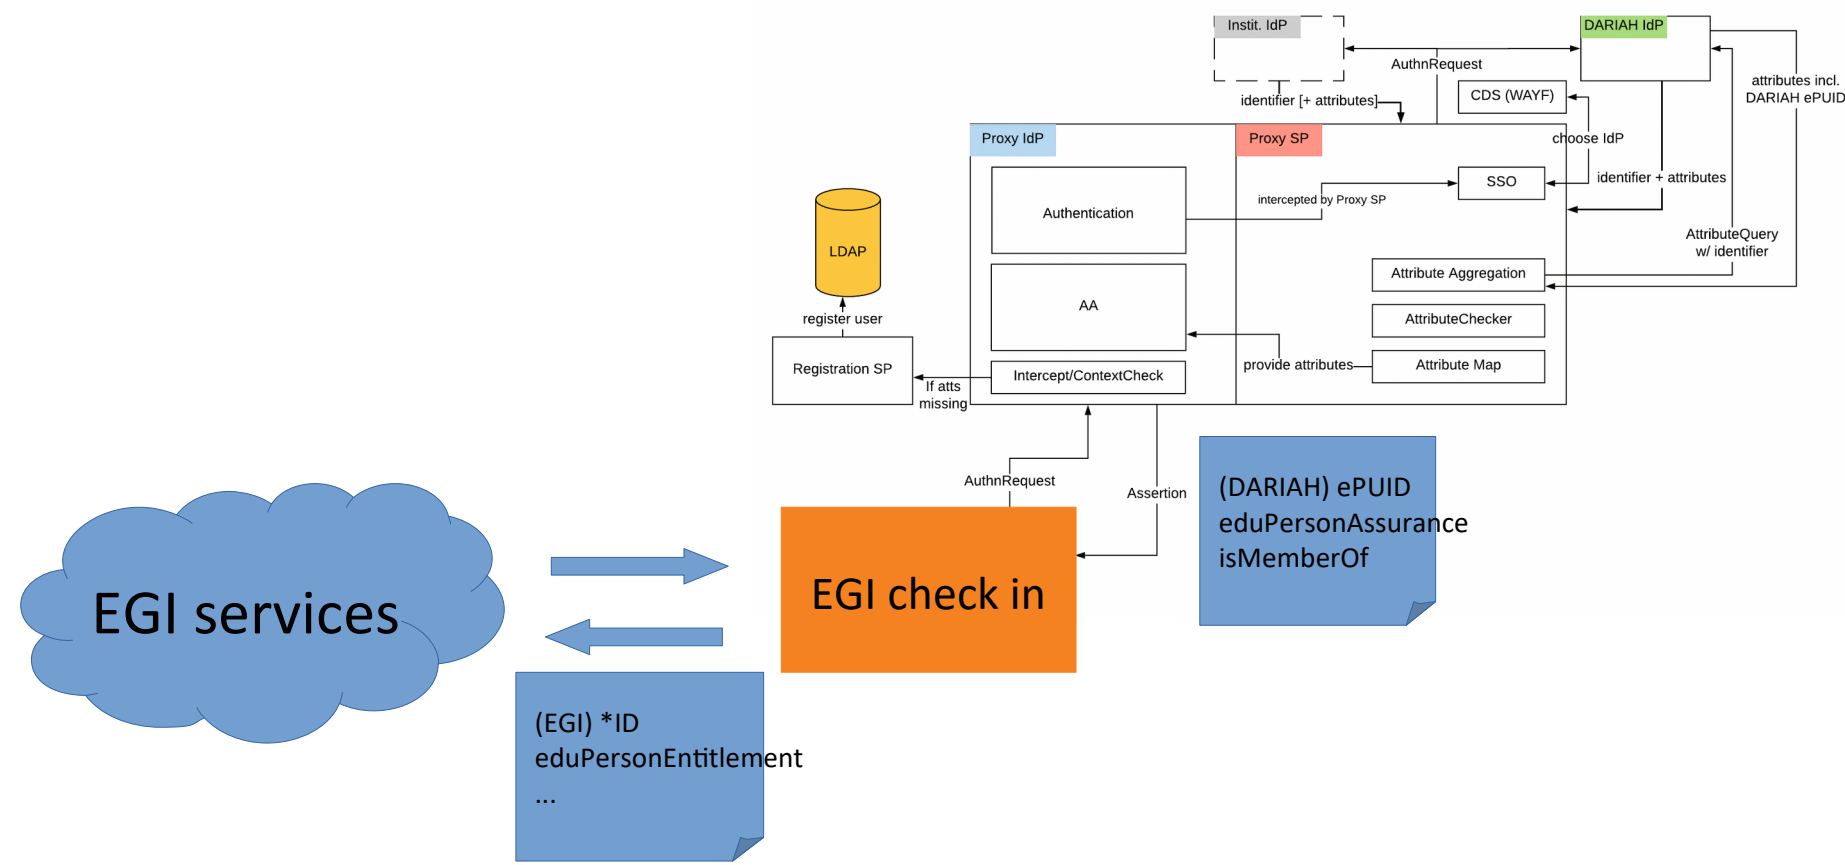 Instit. IdP
DARIAH IdP
AuthnRequest
attributes incl.
DARIAH ePUID
CDS (WAYF)
identifier [+ attributes]
Proxy IdP
Proxy SP
choose IdP
identifier + attributes
SSO
intercepted by Proxy SP
Authentication
AttributeQuery
w/ identifier
LDAP
Attribute Aggregation
AA
register user
AttributeChecker
Registration SP
Intercept/ContextCheck
provide attributes
Attribute Map
If atts
missing
AuthnRequest
Assertion
(DARIAH) ePUID
eduPersonAssurance
isMemberOf
EGI services
EGI check in
(EGI) *ID
eduPersonEntitlement
...